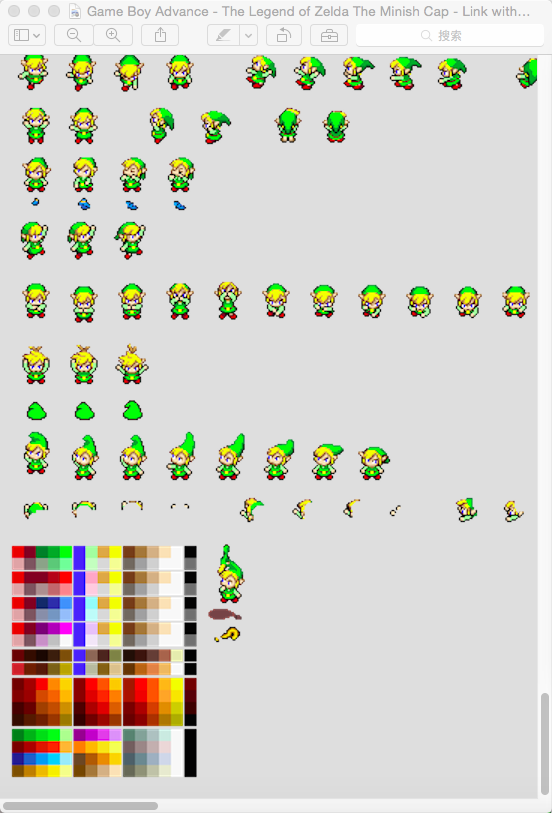 Game Boy Advance - The Legend of Zelda The Minish Cap - Link with…
搜索